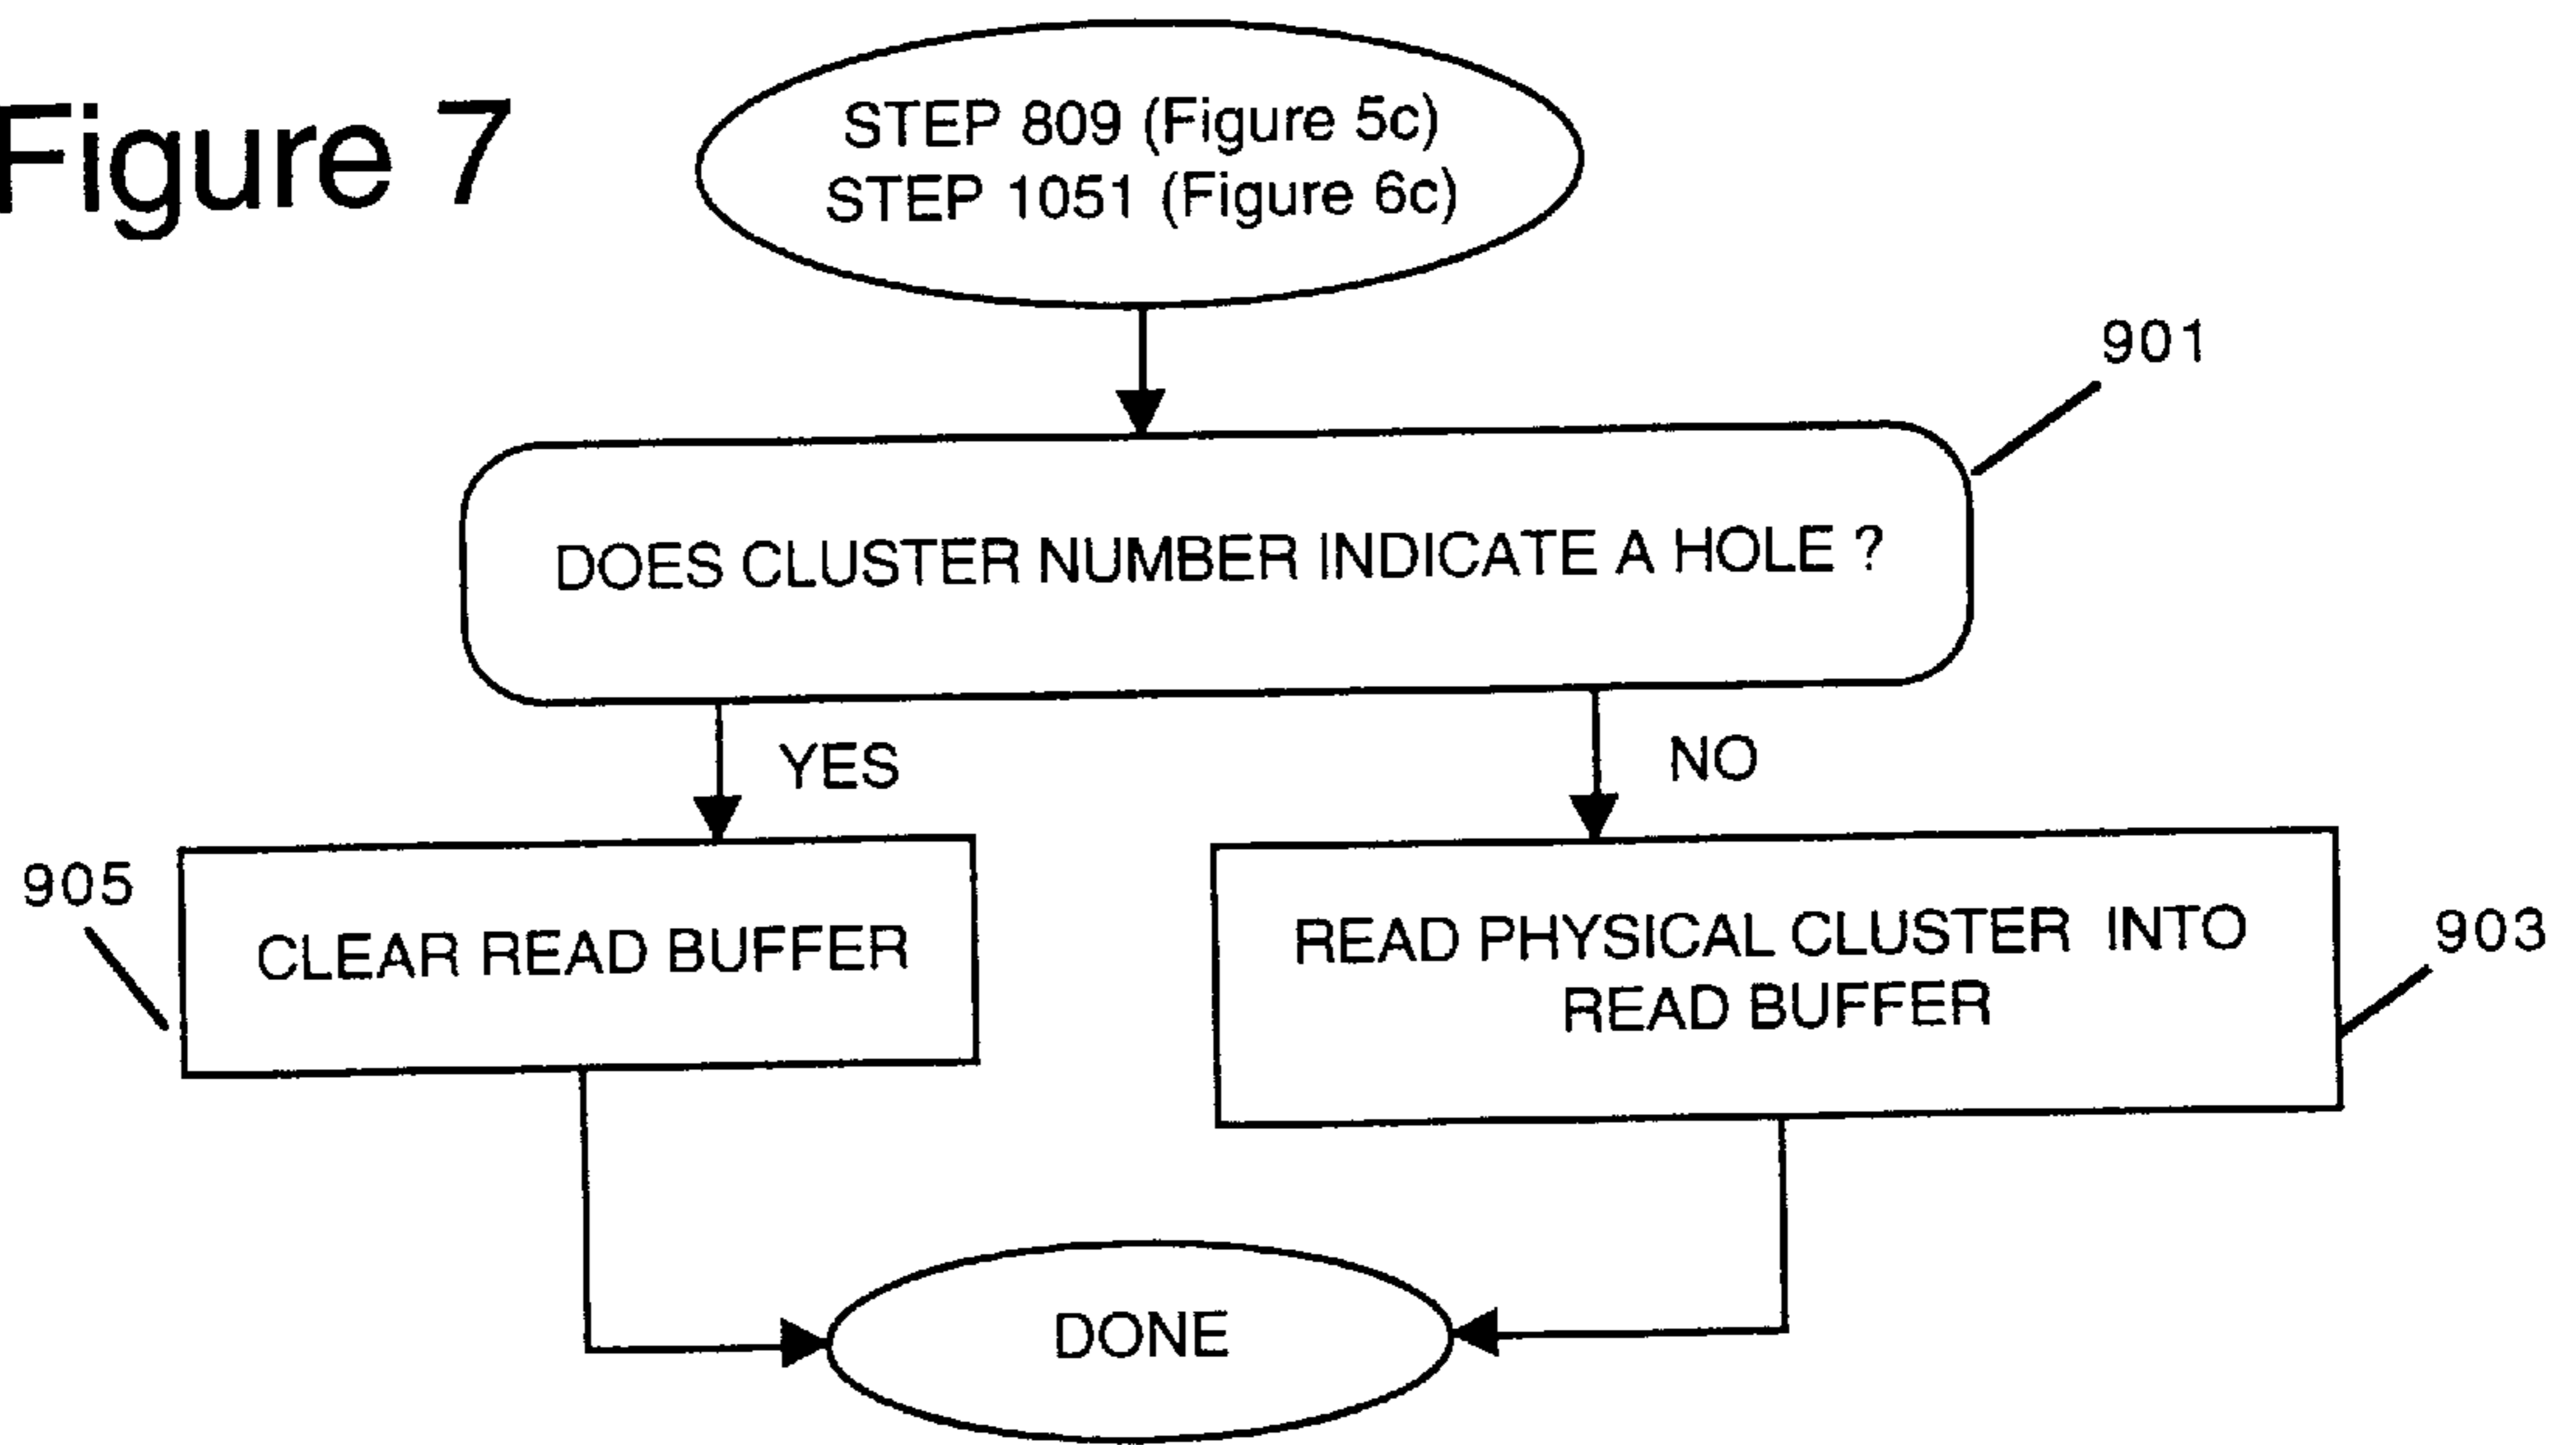 Figure 7
STEP 809 (Figure 5c)
STEP 1051 (Figure 6c)
901
DOES CLUSTER NUMBER INDICATE A HOLE ?
YES
NO
905
CLEAR READ BUFFER
READ PHYSICAL CLUSTER INTO
READ BUFFER
903
DONE